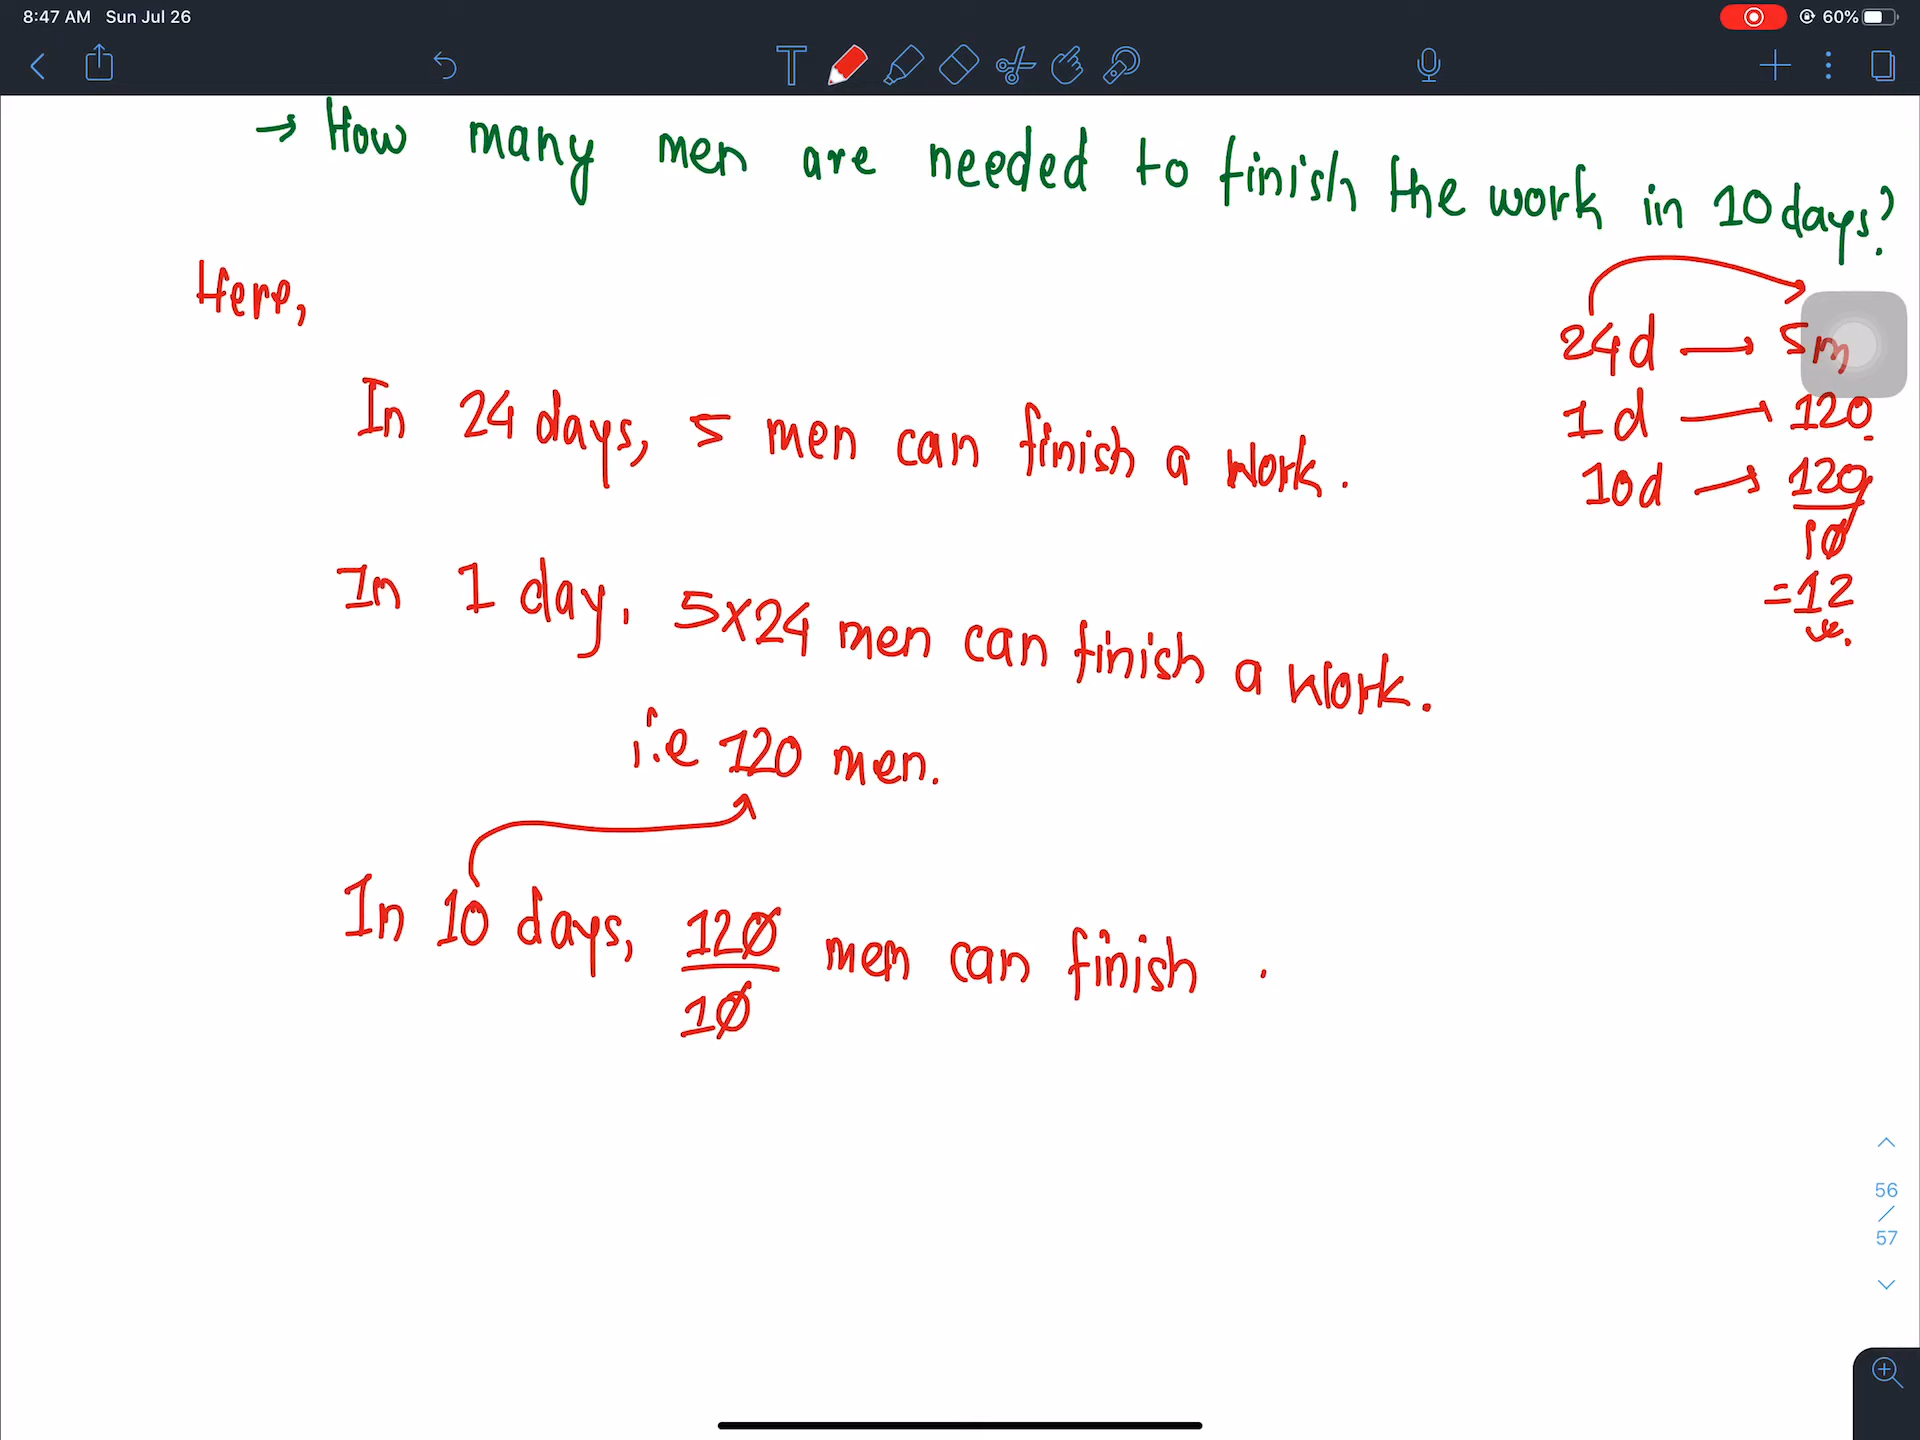 8:47 AM Sun Jul 26
60%
→ How many men are needed to finish the work in 10 days?
Here,
24d → 5m
1d → 120
10d → 120
10
=12
In 24 days, 5 men can finish a work.
In 1 day, 5×24 men can finish a work.
i.e 120 men.
In 10 days, 120
10 men can finish .
56
/
57